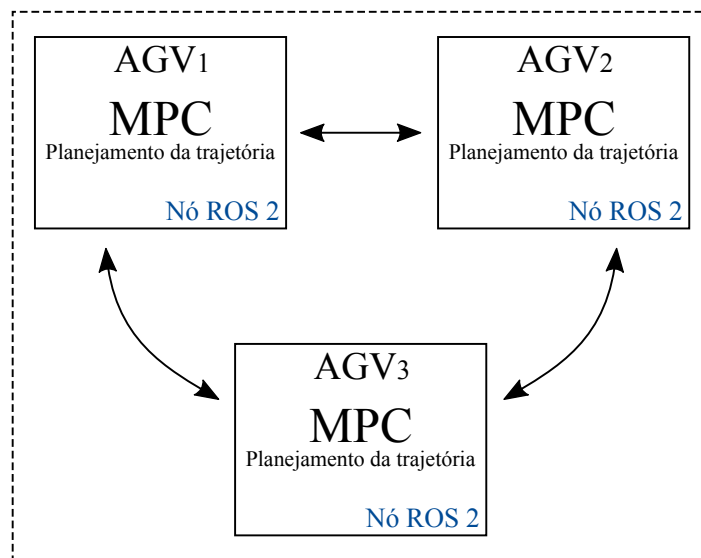 AGV1
MPC
Planejamento da trajetória
Nó ROS 2
AGV2
MPC
Planejamento da trajetória
Nó ROS 2
AGV3
MPC
Planejamento da trajetória
Nó ROS 2